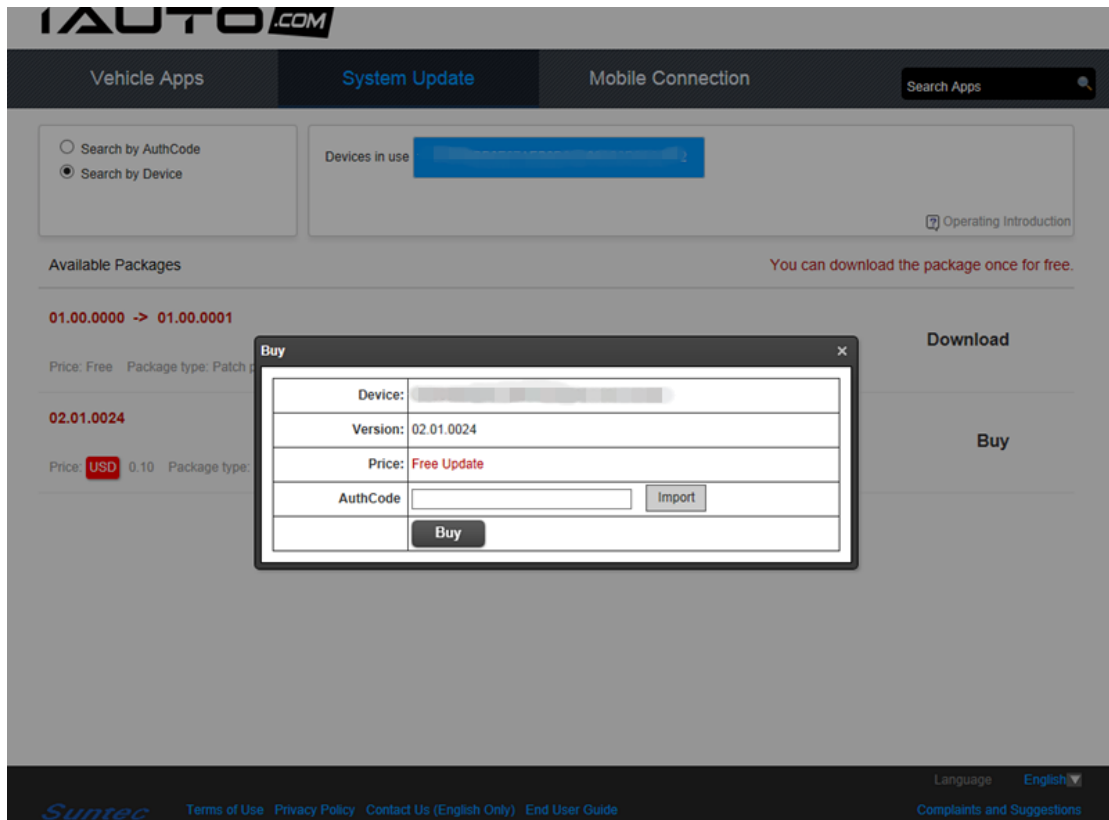 IAUTO.COM
Vehicle Apps System Update Mobile Connection Search Apps
Search by AuthCode
Search by Device
Devices in use
Operating Introduction
Available Packages You can download the package once for free.
01.00.0000 -> 01.00.0001
Download
Price: Free Package type: Patch
02.01.0024
Buy
Price: USD 0.10 Package type:
Buy
Device:
Version: 02.01.0024
Price: Free Update
AuthCode Import
Buy
Language English
Suntec Terms of Use Privacy Policy Contact Us (English Only) End User Guide Complaints and Suggestions